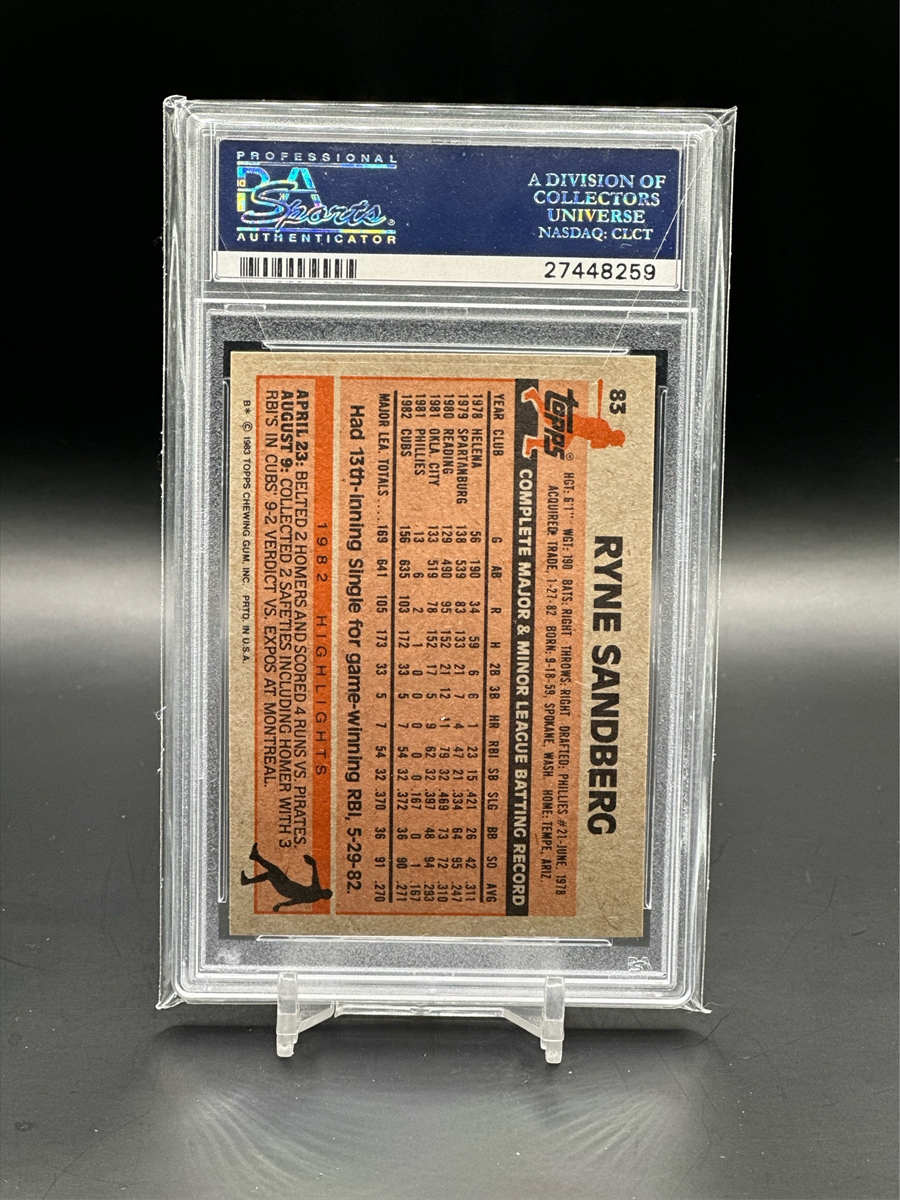 PROFESSIONAL
PSA
Sports
AUTHENTICATOR
A DIVISION OF
COLLECTORS
UNIVERSE
NASDAQ: CLCT
27448259
83 RYNE SANDBERG
topps
HGT: 6'1" WGT: 190 BATS: RIGHT THROWS: RIGHT DRAFTED: PHILLIES #21-JUNE, 1978
ACQUIRED: TRADE, 1-27-82 BORN: 9-18-59, SPOKANE, WASH. HOME: TEMPE, ARIZ.
COMPLETE MAJOR & MINOR LEAGUE BATTING RECORD
YEAR CLUB G AB R H 2B 3B HR RBI SB SLG BB SO AVG
1978 HELENA 56 190 34 59 6 6 1 23 15 .421 26 42 .311
1979 SPARTANBURG 138 539 83 133 21 7 4 47 21 .334 64 95 .247
1980 READING 129 490 95 152 21 12 11 79 32 .469 73 72 .310
1981 OKLA. CITY 133 519 78 152 17 5 9 62 32 .397 48 94 .293
1981 PHILLIES 13 6 2 1 0 0 0 0 0 .167 0 1 .167
1982 CUBS 156 635 103 172 33 5 7 54 32 .372 36 90 .271
MAJOR LEA. TOTALS .... 169 641 105 173 33 5 7 54 32 .370 36 91 .270
Had 13th-inning Single for game-winning RBI, 5-29-82.
1982 HIGHLIGHTS
APRIL 23: BELTED 2 HOMERS AND SCORED 4 RUNS VS. PIRATES.
AUGUST 9: COLLECTED 2 SAFETIES INCLUDING HOMER WITH 3
RBI'S IN CUBS' 9-2 VERDICT VS. EXPOS AT MONTREAL.
B* © 1983 TOPPS CHEWING GUM, INC. PRTD. IN U.S.A.